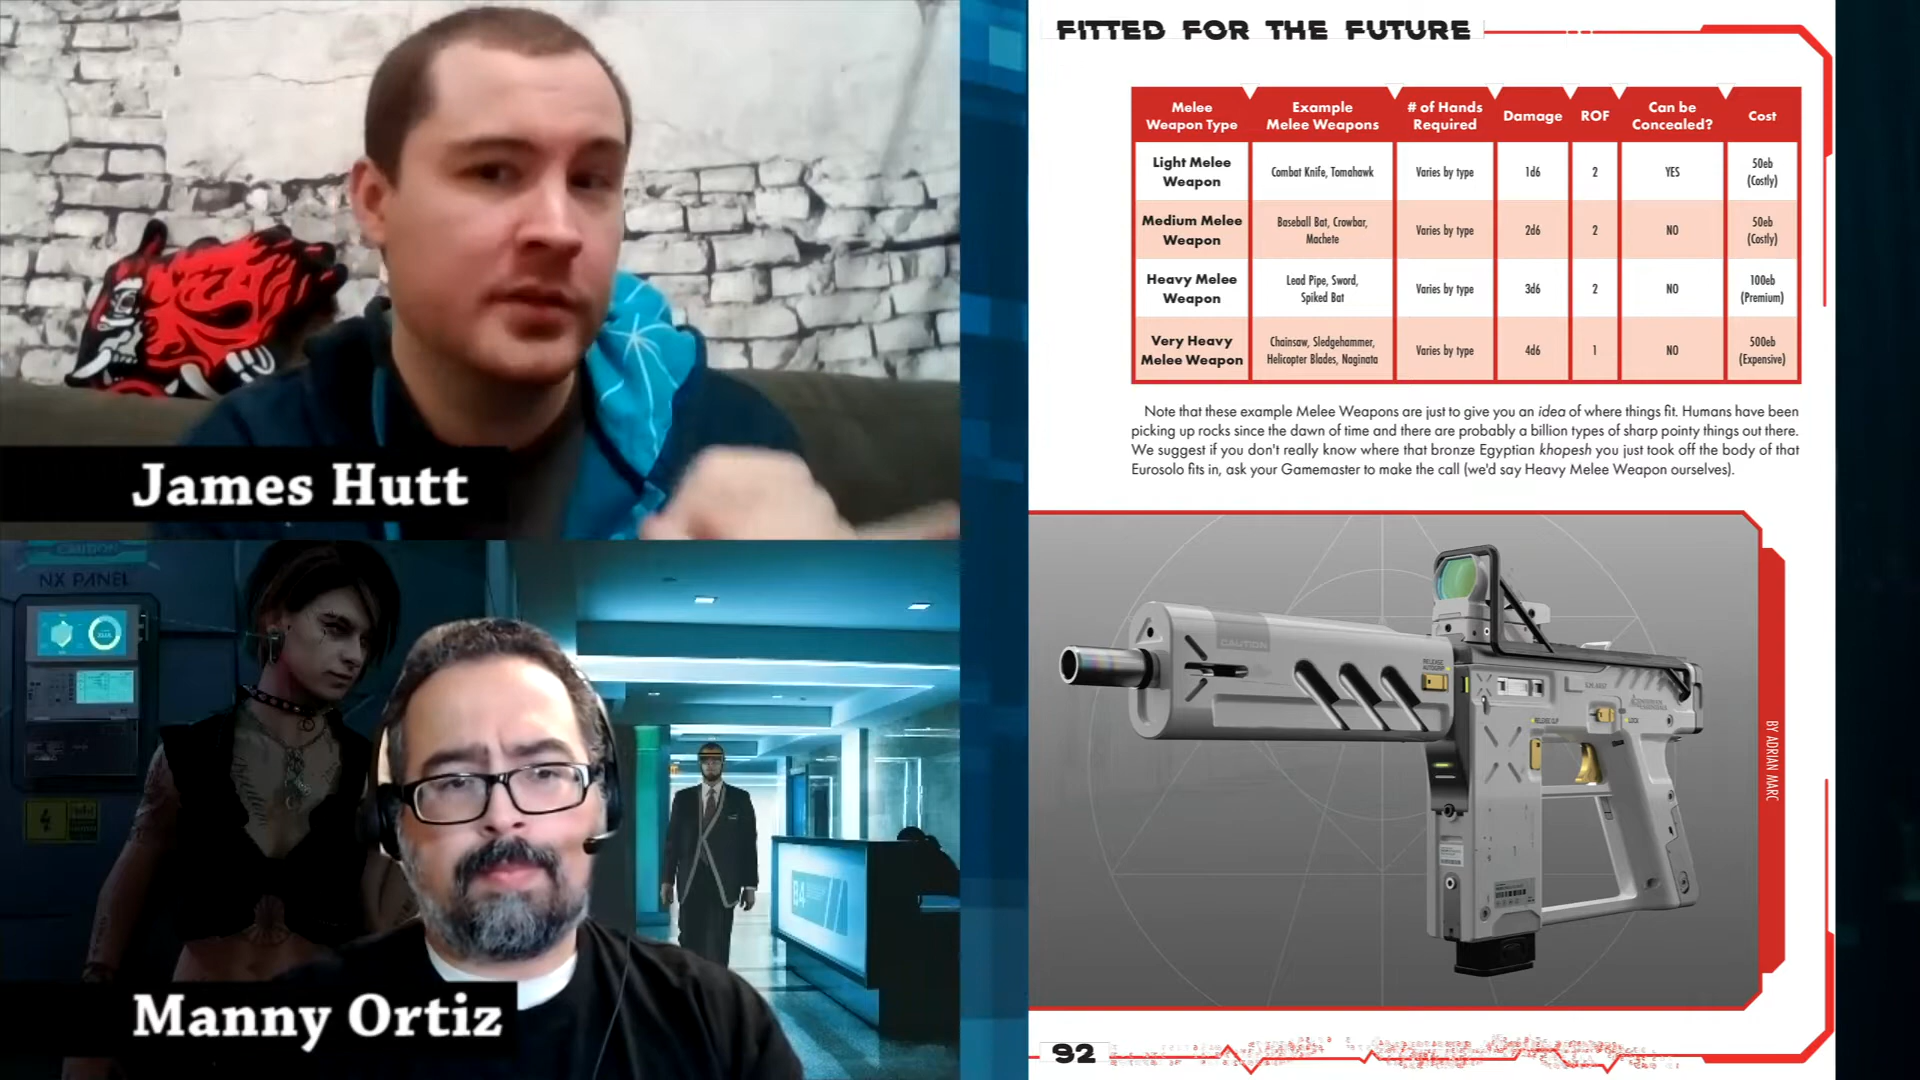 James Hutt
CAUTION
NX PANEL
B4
Manny Ortiz
FITTED FOR THE FUTURE
Melee Weapon Type
Example Melee Weapons
# of Hands Required
Damage
ROF
Can be Concealed?
Cost
Light Melee Weapon
Combat Knife, Tomahawk
Varies by type
1d6
2
YES
50eb (Costly)
Medium Melee Weapon
Baseball Bat, Crowbar, Machete
Varies by type
2d6
2
NO
50eb (Costly)
Heavy Melee Weapon
Lead Pipe, Sword, Spiked Bat
Varies by type
3d6
2
NO
100eb (Premium)
Very Heavy Melee Weapon
Chainsaw, Sledgehammer, Helicopter Blades, Naginata
Varies by type
4d6
1
NO
500eb (Expensive)
Note that these example Melee Weapons are just to give you an idea of where things fit. Humans have been
picking up rocks since the dawn of time and there are probably a billion types of sharp pointy things out there.
We suggest if you don't really know where that bronze Egyptian khopesh you just took off the body of that
Eurosolo fits in, ask your Gamemaster to make the call (we'd say Heavy Melee Weapon ourselves).
CAUTION
RELEASE
RELEASE CLIP
LOCK
BY ADRIAN MARC
92